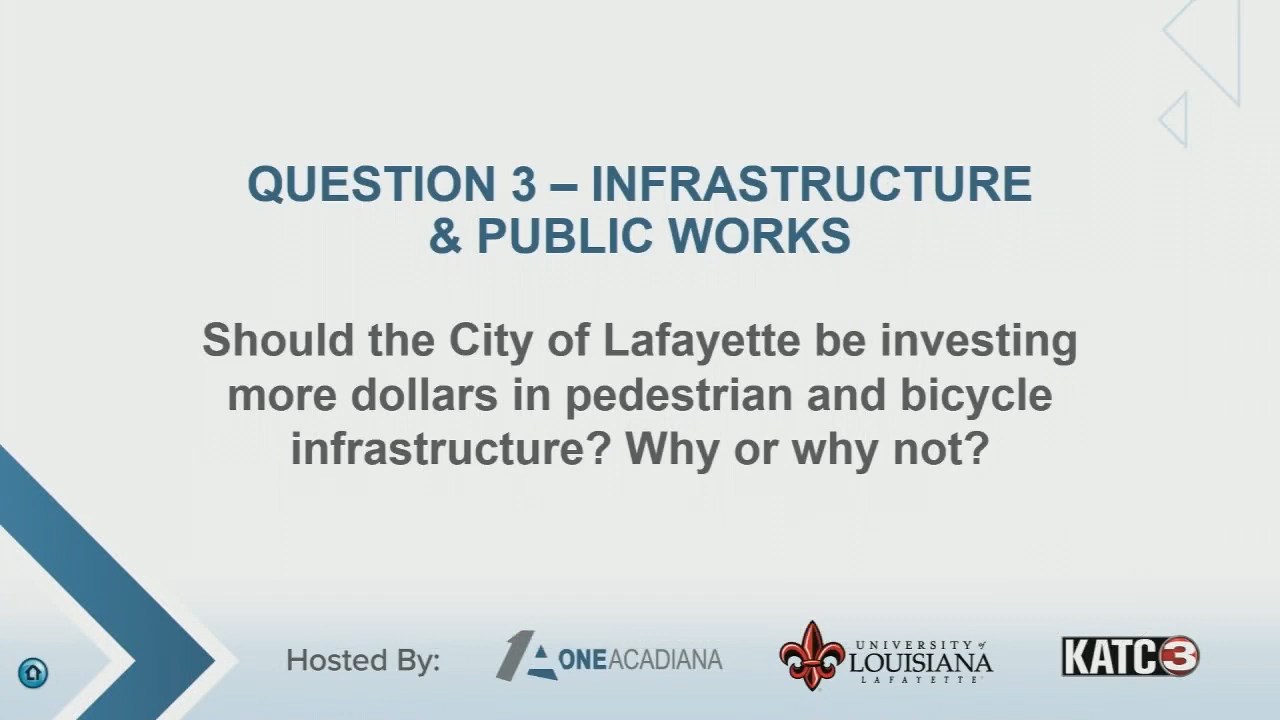 QUESTION 3 – INFRASTRUCTURE
& PUBLIC WORKS
Should the City of Lafayette be investing
more dollars in pedestrian and bicycle
infrastructure? Why or why not?
Hosted By:
1A ONEACADIANA
UNIVERSITY of
LOUISIANA
LAFAYETTE
KATC3